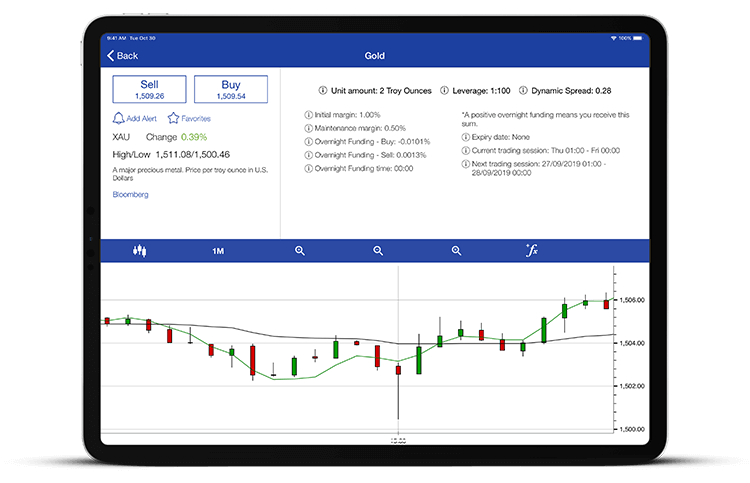 9:41 AM Tue Oct 30
100%
Back
Gold
Sell
1,509.26
Buy
1,509.54
Add Alert
Favorites
XAU Change 0.39%
High/Low 1,511.08/1,500.46
A major precious metal. Price per troy ounce in U.S.
Dollars
Bloomberg
Unit amount: 2 Troy Ounces Leverage: 1:100 Dynamic Spread: 0.28
Initial margin: 1.00%
Maintenance margin: 0.50%
Overnight Funding - Buy: -0.0101%
Overnight Funding - Sell: 0.0013%
Overnight Funding time: 00:00
*A positive overnight funding means you receive this
sum.
Expiry date: None
Current trading session: Thu 01:00 - Fri 00:00
Next trading session: 27/09/2019 01:00 -
28/09/2019 00:00
1M
+fx
1,506.00
1,504.00
1,502.00
1,500.00